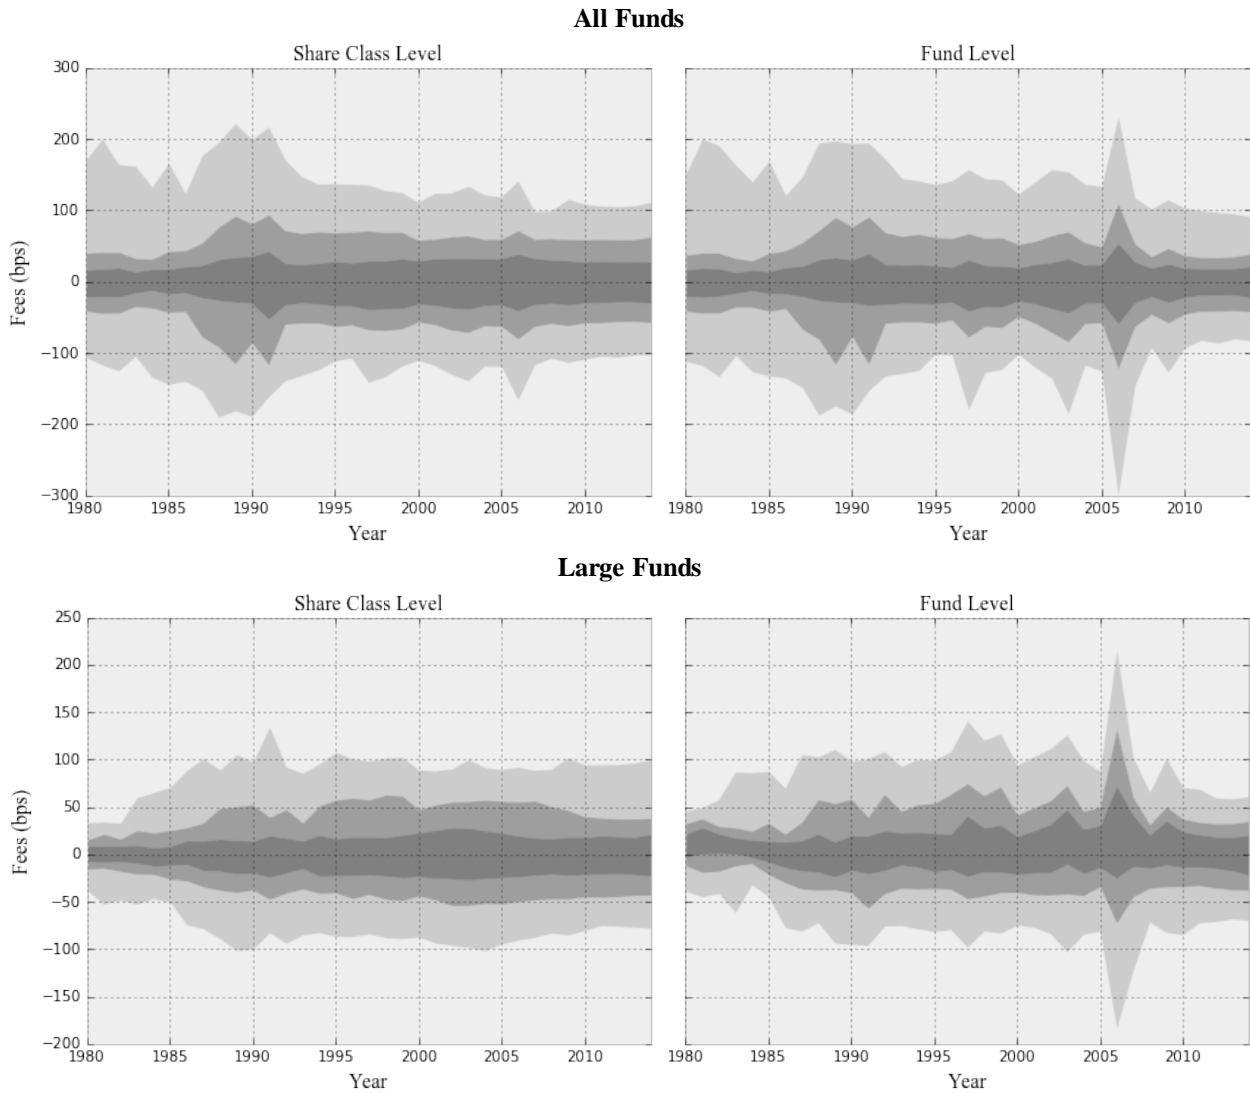 All Funds
Share Class Level
Fund Level
300
200
100
0
−100
−200
−300
Fees (bps)
1980 1985 1990 1995 2000 2005 2010
1980 1985 1990 1995 2000 2005 2010
Year
Year
Large Funds
Share Class Level
Fund Level
250
200
150
100
50
0
−50
−100
−150
−200
Fees (bps)
1980 1985 1990 1995 2000 2005 2010
1980 1985 1990 1995 2000 2005 2010
Year
Year